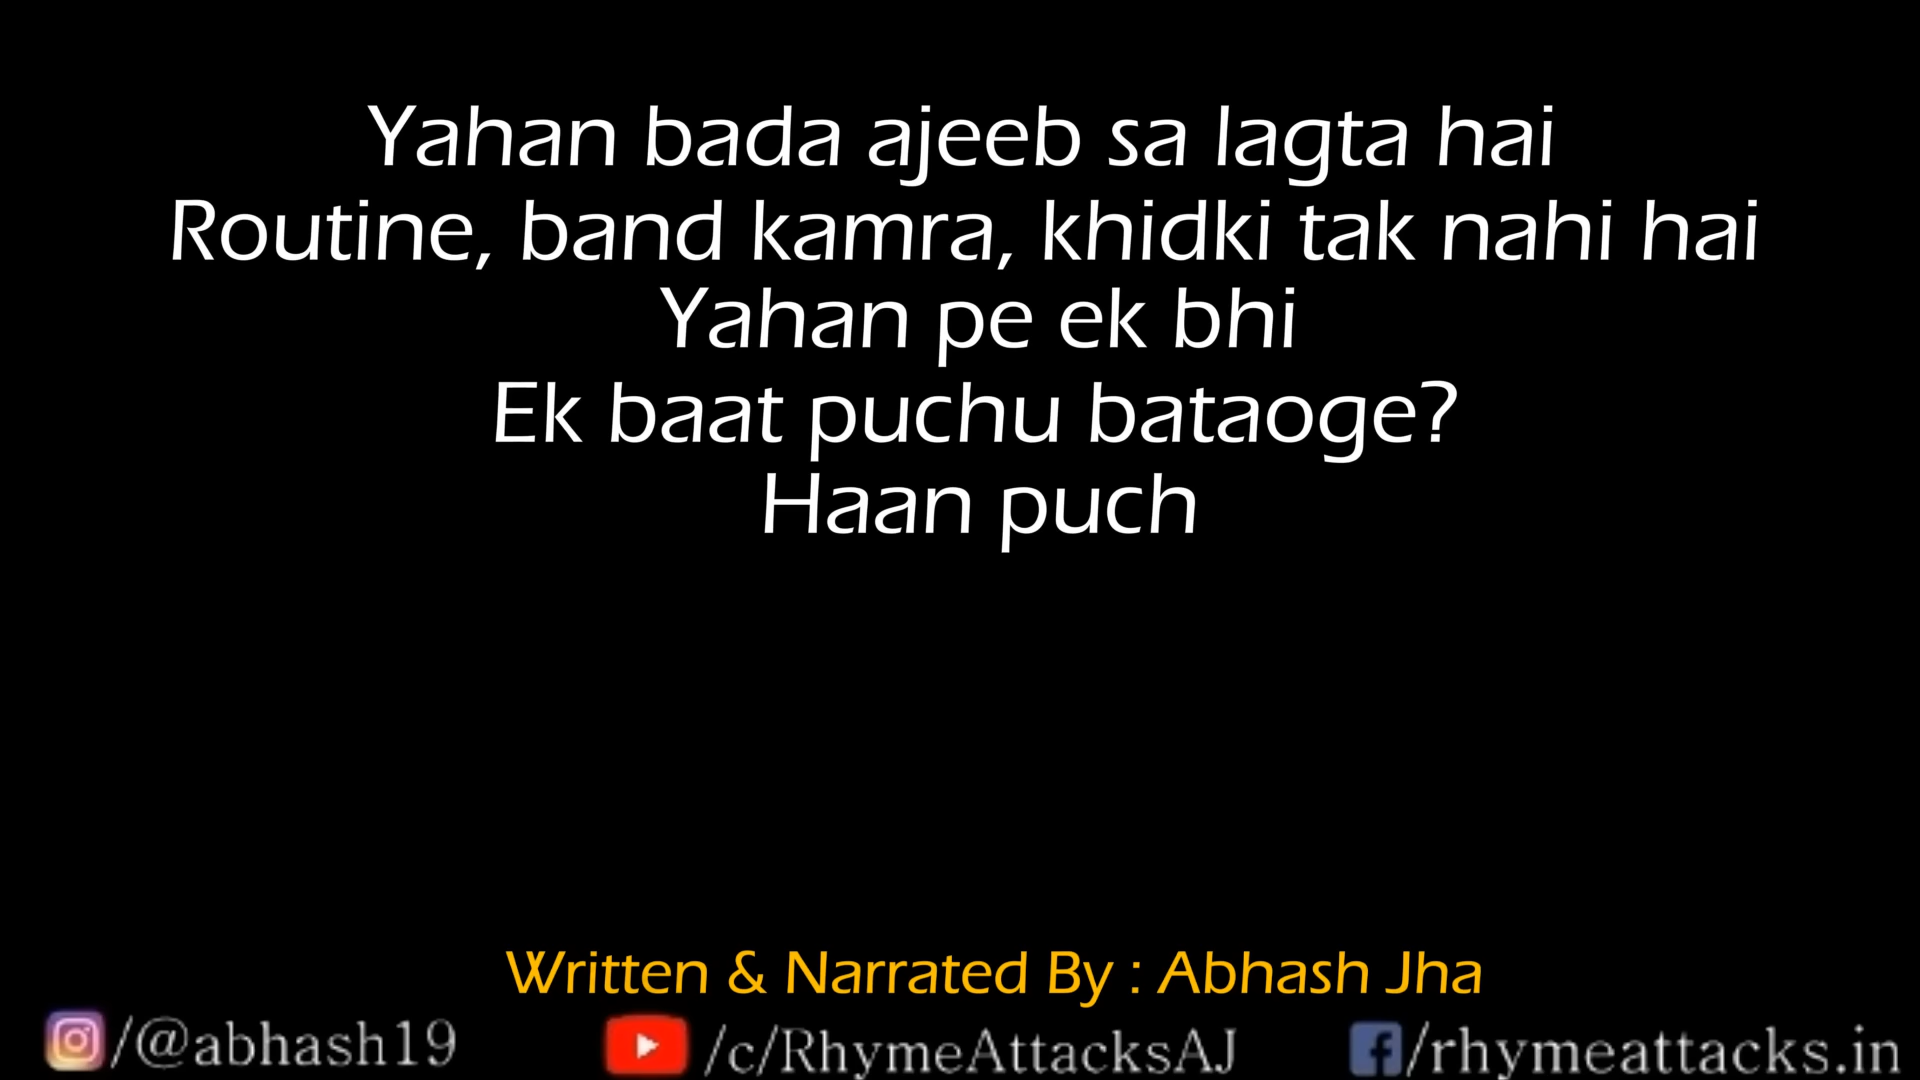 Yahan bada ajeeb sa lagta hai
Routine, band kamra, khidki tak nahi hai
Yahan pe ek bhi
Ek baat puchu bataoge?
Haan puch
Written & Narrated By : Abhash Jha
/@abhash19 /c/RhymeAttacksAJ /rhymeattacks.in